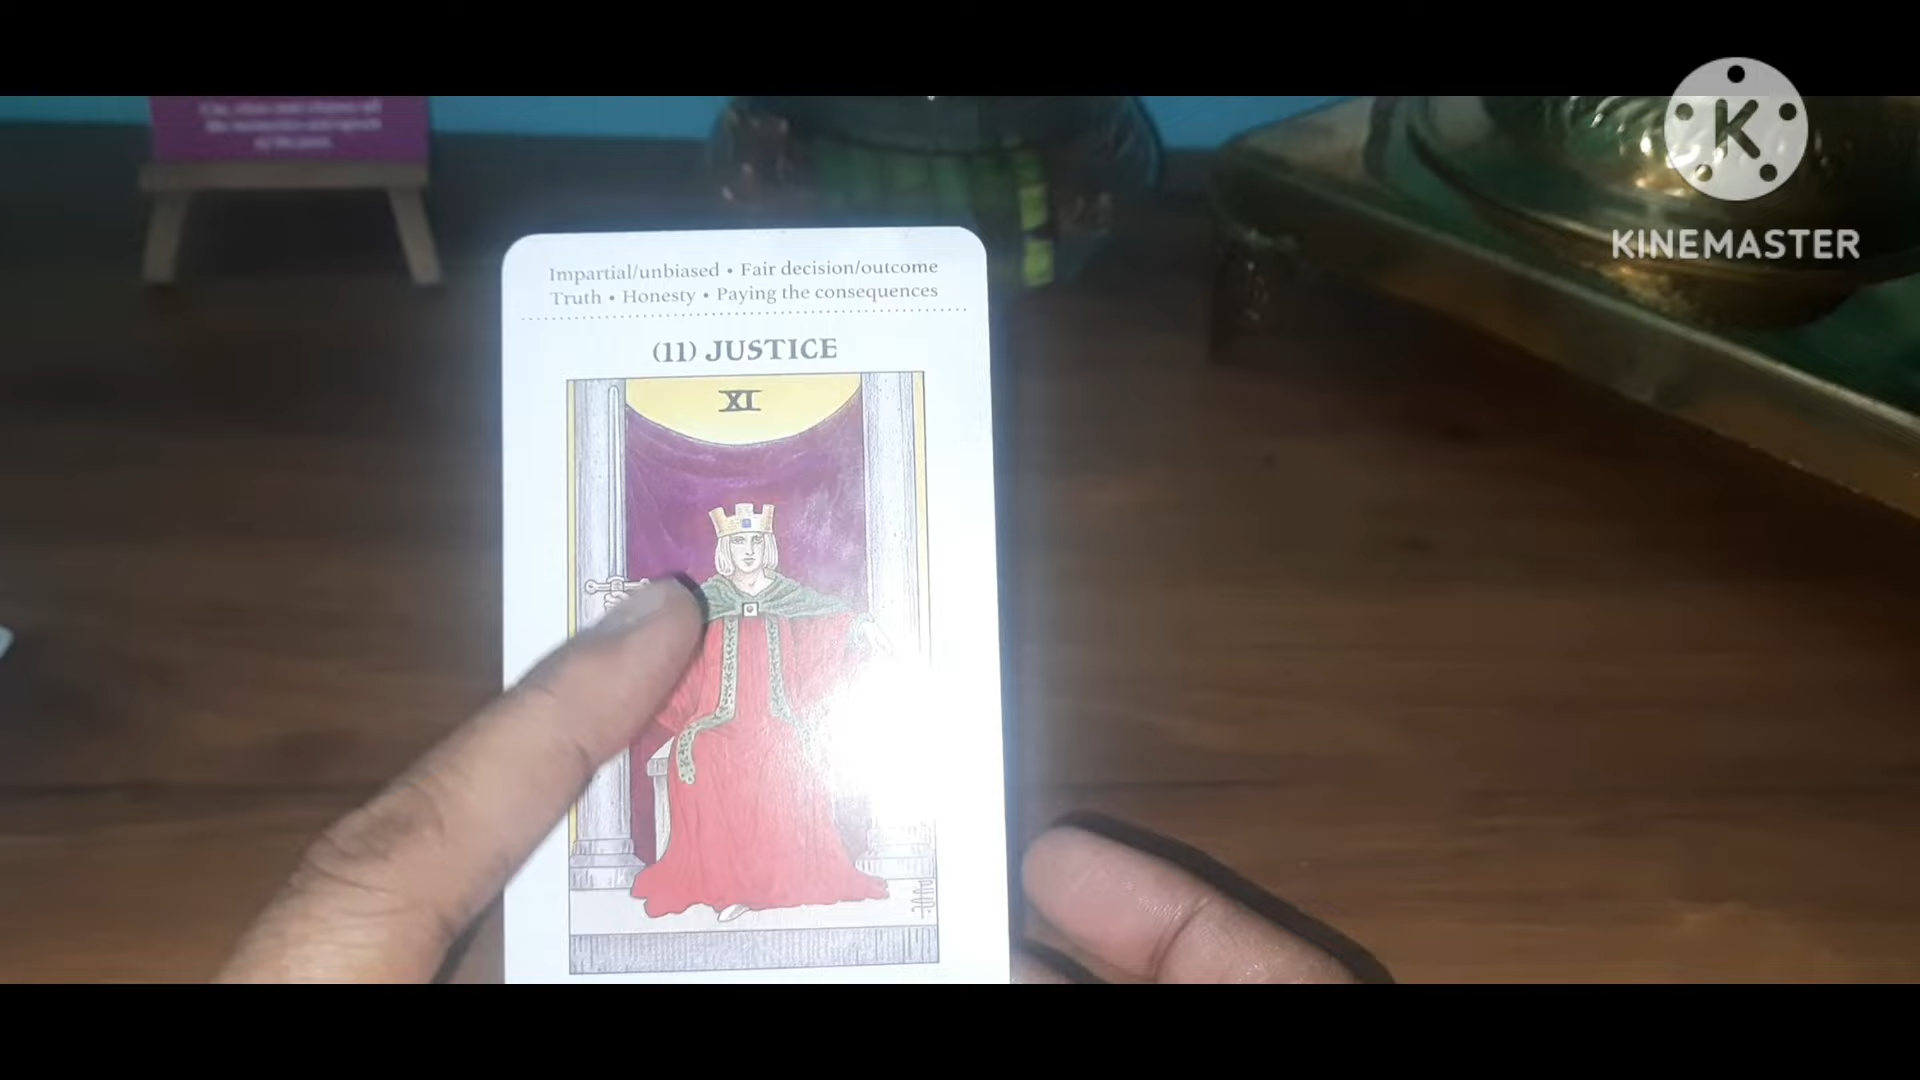 KINEMASTER
Impartial/unbiased • Fair decision/outcome
Truth • Honesty • Paying the consequences
(11) JUSTICE
XI